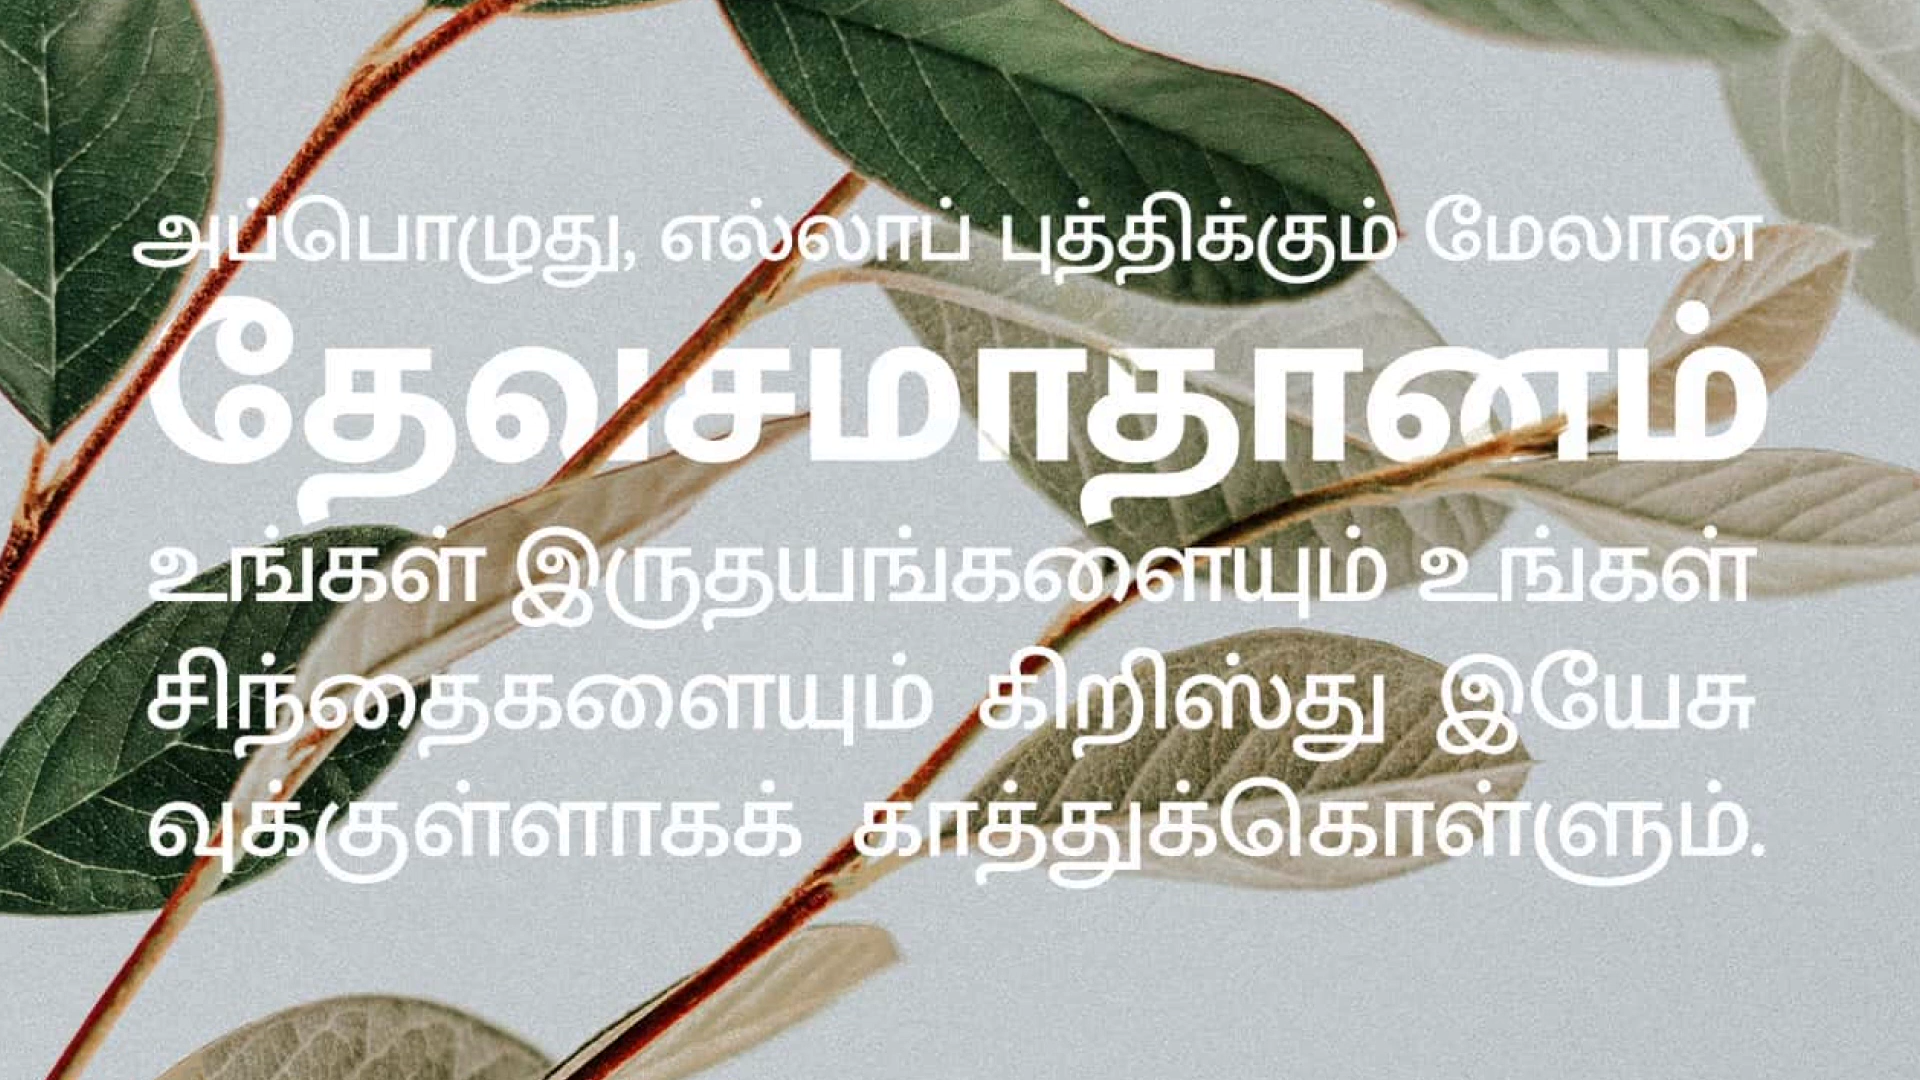 அப்பொழுது, எல்லாப் புத்திக்கும் மேலான
தேவசமாதானம்
உங்கள் இருதயங்களையும் உங்கள்
சிந்தைகளையும் கிறிஸ்து இயேசு
வுக்குள்ளாகக் காத்துக்கொள்ளும்.